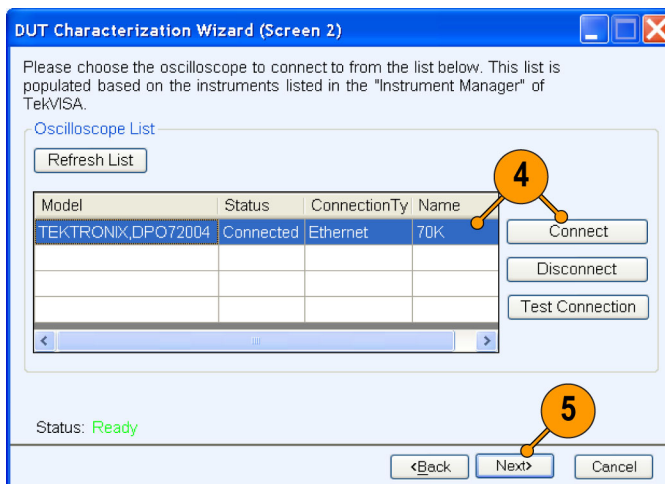 DUT Characterization Wizard (Screen 2)
Please choose the oscilloscope to connect to from the list below. This list is
populated based on the instruments listed in the "Instrument Manager" of
TekVISA.
Oscilloscope List
Refresh List
4
Model Status ConnectionTy Name
TEKTRONIX,DPO72004 Connected Ethernet 70K
Connect
Disconnect
Test Connection
5
Status: Ready
<Back Next> Cancel